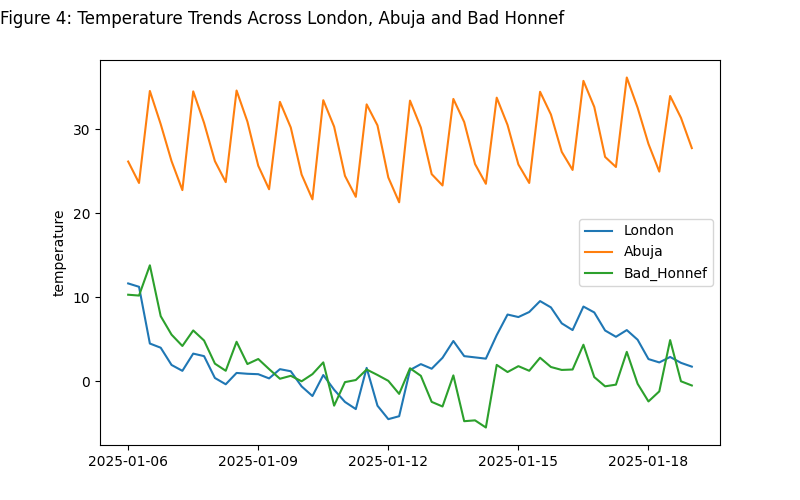 Figure 4: Temperature Trends Across London, Abuja and Bad Honnef
30
20
10
0
temperature
London
Abuja
Bad_Honnef
2025-01-06 2025-01-09 2025-01-12 2025-01-15 2025-01-18